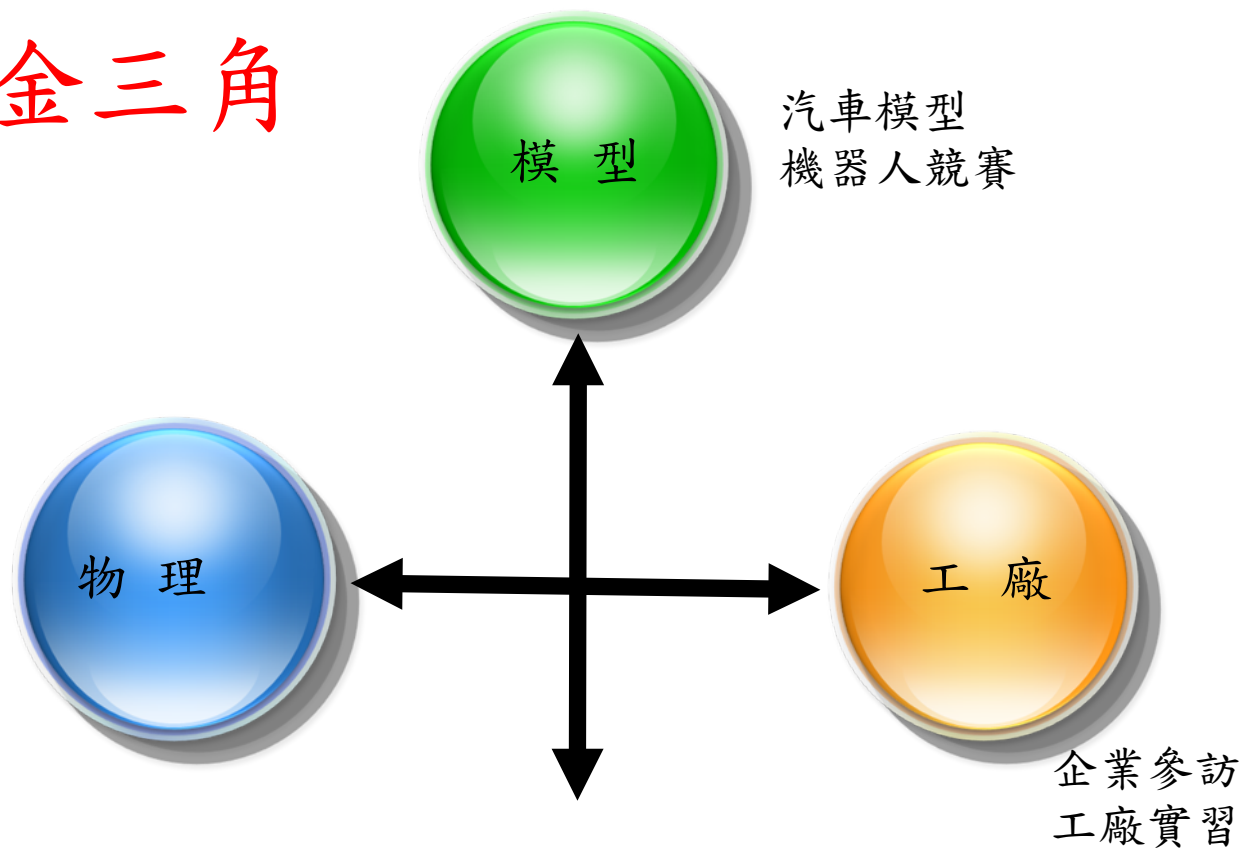 金三角
模型
汽車模型
機器人競賽
物理
工廠
企業參訪
工廠實習